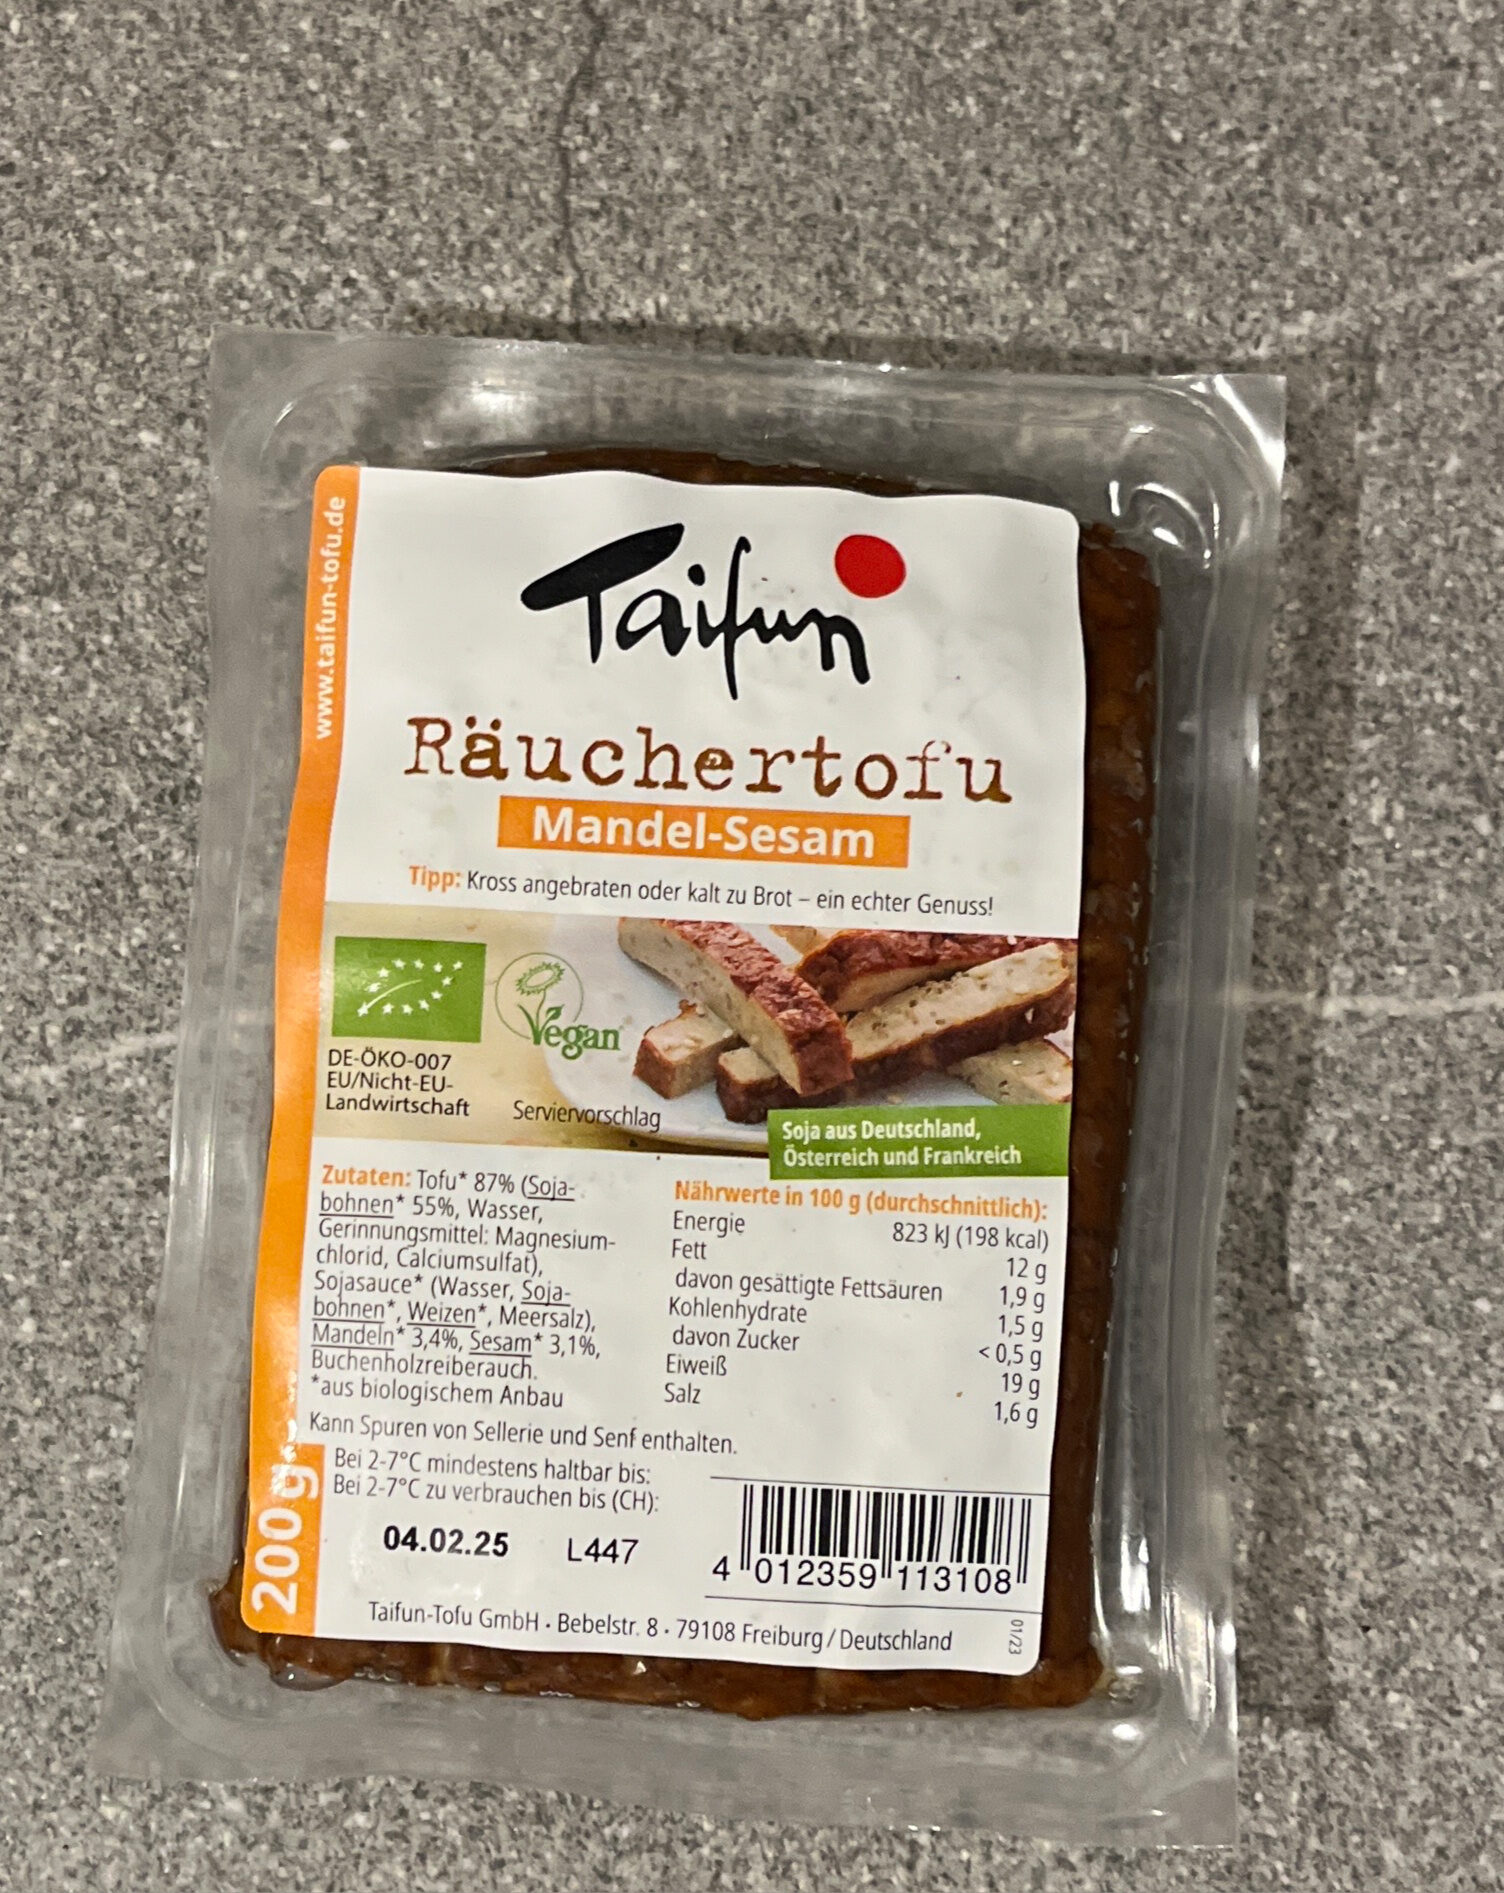 www.taifun-tofu.de
Taifun
Räuchertofu
Mandel-Sesam
Tipp: Kross angebraten oder kalt zu Brot – ein echter Genuss!
Vegan
DE-ÖKO-007
EU/Nicht-EU-
Landwirtschaft
Serviervorschlag
Soja aus Deutschland,
Österreich und Frankreich
Zutaten: Tofu* 87% (Soja-
bohnen* 55%, Wasser,
Gerinnungsmittel: Magnesium-
chlorid, Calciumsulfat),
Sojasauce* (Wasser, Soja-
bohnen*, Weizen*, Meersalz),
Mandeln* 3,4%, Sesam* 3,1%,
Buchenholzreiberauch.
*aus biologischem Anbau
Kann Spuren von Sellerie und Senf enthalten.
Nährwerte in 100 g (durchschnittlich):
Energie 823 kJ (198 kcal)
Fett 12 g
davon gesättigte Fettsäuren 1,9 g
Kohlenhydrate 1,5 g
davon Zucker < 0,5 g
Eiweiß 19 g
Salz 1,6 g
200g
Bei 2-7°C mindestens haltbar bis:
Bei 2-7°C zu verbrauchen bis (CH):
04.02.25 L447
4 012359 113108
Taifun-Tofu GmbH · Bebelstr. 8 · 79108 Freiburg / Deutschland
01/23